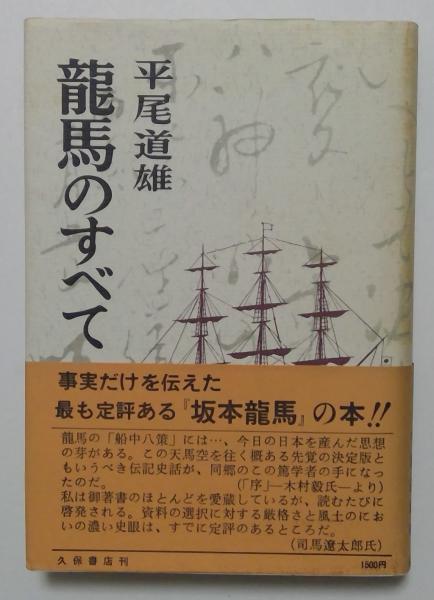 平尾道雄
龍馬のすべて
事実だけを伝えた
最も定評ある『坂本龍馬』の本!!
龍馬の「船中八策」には…、今日の日本を産んだ思想
の芽がある。この天馬空を往く概ある先覚の決定版と
もいうべき伝記史話が、同郷のこの篤学者の手になっ
たのだ。（「序」―木村毅氏―より）
私は御著書のほとんどを愛蔵しているが、読むたびに
啓発される。資料の選択に対する厳格さと風土のにお
いの濃い史眼は、すでに定評のあるところだ。
（司馬遼太郎氏）
久保書店刊
1500円